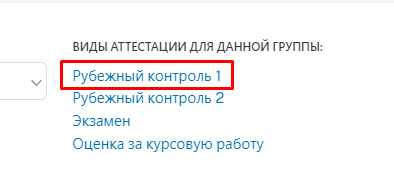 ВИДЫ АТТЕСТАЦИИ ДЛЯ ДАННОЙ ГРУППЫ:
Рубежный контроль 1
Рубежный контроль 2
Экзамен
Оценка за курсовую работу